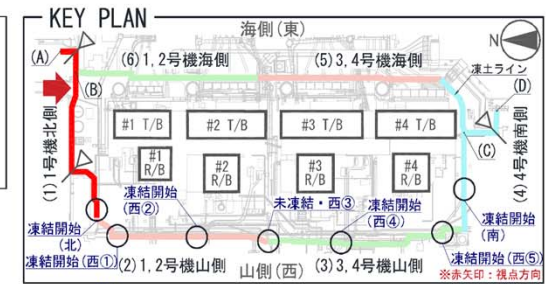 KEY PLAN
海側(東)
N
(A)
(6)1,2号機海側
(5)3,4号機海側
凍土ライン
(D)
(B)
(1)1号機北側
#1 T/B
#2 T/B
#3 T/B
#4 T/B
(C)
(4)4号機南側
#1
R/B
#2
R/B
#3
R/B
#4
R/B
凍結開始
(西②)
未凍結・西③
凍結開始
(西④)
凍結開始
(南)
凍結開始
(北)
凍結開始(西①)
凍結開始(西⑤)
(2)1,2号機山側
山側(西)
(3)3,4号機山側
※赤矢印：視点方向